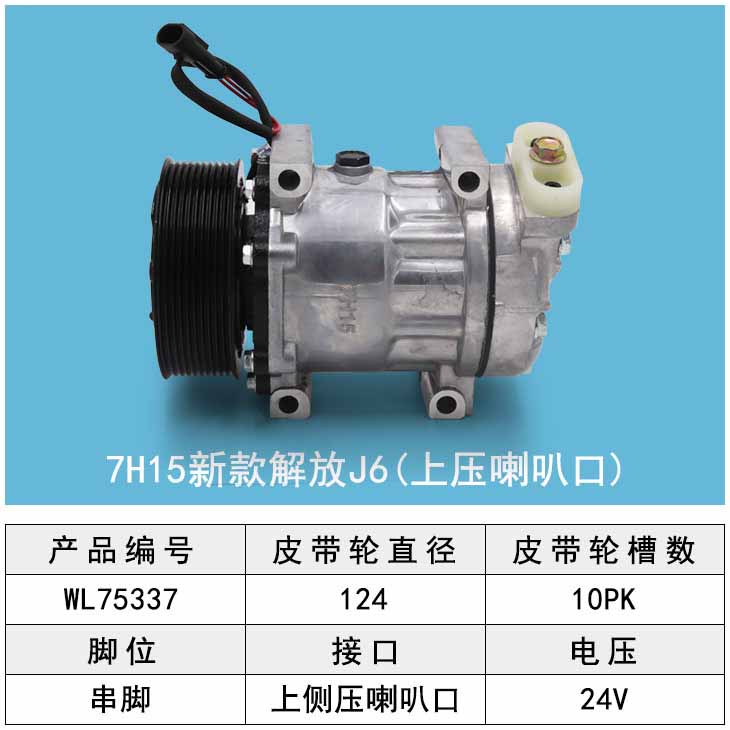 7H15
7H15新款解放J6(上压喇叭口)
产品编号 皮带轮直径 皮带轮槽数
WL75337 124 10PK
脚位 接口 电压
串脚 上侧压喇叭口 24V